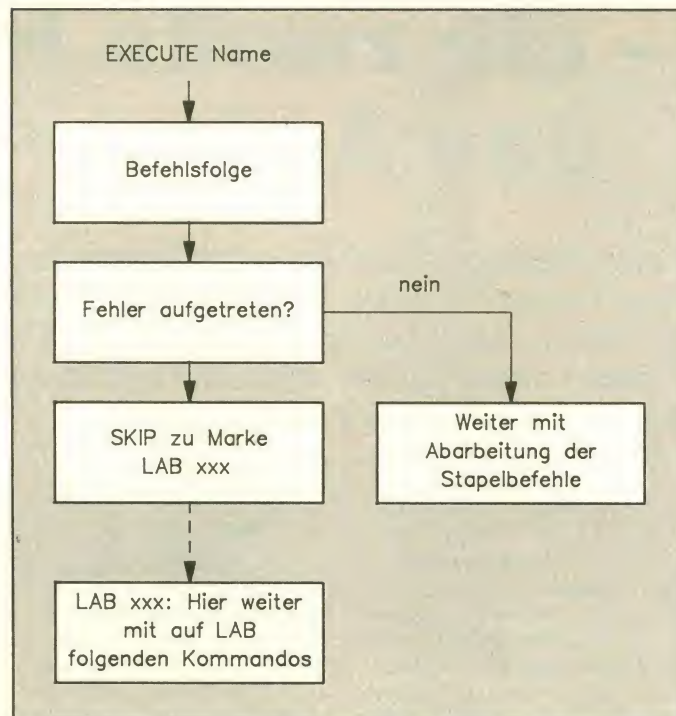 EXECUTE Name
Befehlsfolge
Fehler aufgetreten?
nein
SKIP zu Marke
LAB xxx
Weiter mit
Abarbeitung der
Stapelbefehle
LAB xxx: Hier weiter
mit auf LAB
folgenden Kommandos